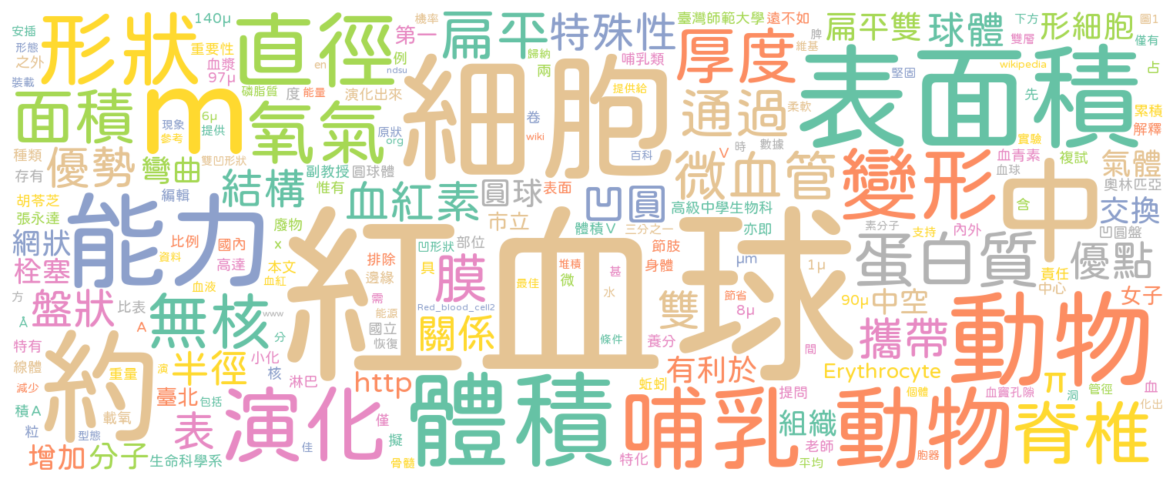 安插
形態
之外
裝載
形狀
140μ
重要性
血漿
97μ
直徑
第一
例
en
扁平
歸納
機率
ndsu
兩
特殊性
哺乳類
臺灣師範大學
遠不如
厚度
脾
維基
扁平雙
雙層
球體
下方
形細胞
圖1
僅有
占
面積
m
磷脂質
度
能量
演化出來
細胞
提供給
卷
wiki
百科
通過
柔軟
時
數據
表面積
堅固
wikipedia
先
累積
解釋
實驗
現象
參考
6μ
提供
氧氣
原狀
org
種類
存有
優勢
雙凹形狀
彎曲
編輯
結構
副教授
惟有
圓球體
血紅素
圓球
表面
市立
凹圓
微血管
V
高級中學生物科
變形
血青素
血球
中
複試
氣體
奧林匹亞
凹圓盤
交換
含
胡苓芝
張永達
網狀
栓塞
能力
廢物
x
比例
資料
國內
高達
本文
血紅
紅血球
凹形狀
部位
體積V
三分之一
亦即
節肢
身體
μm
內外
1μ
素分子
支持
蛋白質
優點
責任
中心
方
Å
盤狀
比表
A
無核
www
分
排除
邊緣
需
能源
國立
恢復
膜
具
Red_blood_cell2
關係
最佳
堆積
微
甚
水
條件
雙
節省
8μ
養分
間
90μ
中空
攜帶
動物
女子
特有
線體
減少
積A
粒
約
重量
載氧
型態
演
半徑
小化
核
淋巴
臺北
包括
表
佳
演化
http
僅
擬
骨髓
體積
有利於
蚯蚓
哺乳
特化
提問
組織
老師
平均
Erythrocyte
動物
胞器
個體
血竇孔隙
π
洞
管徑
脊椎
血
化出
增加
分子
生命科學系
血液